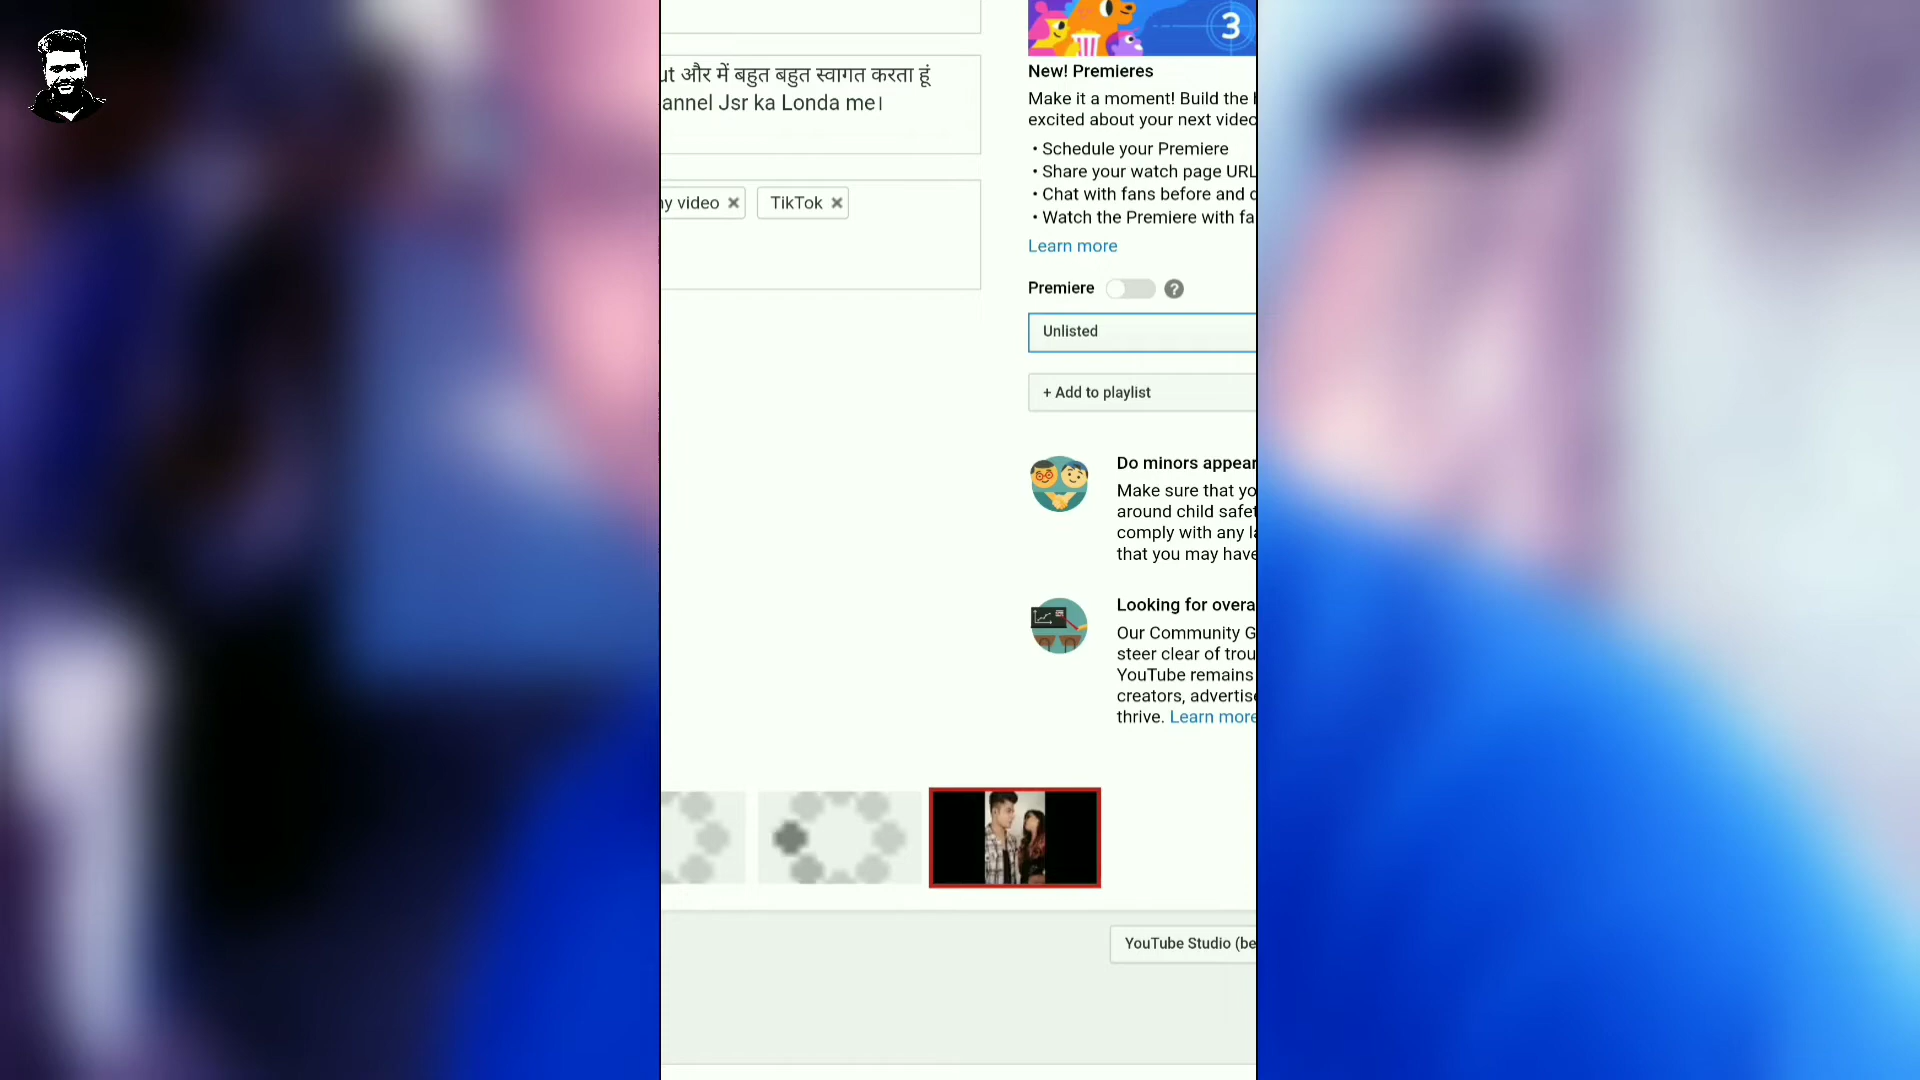 ut और में बहुत बहुत स्वागत करता हूं
annel Jsr ka Londa me।
y video
TikTok
3
New! Premieres
Make it a moment! Build the
excited about your next video
• Schedule your Premiere
• Share your watch page URL
• Chat with fans before and
• Watch the Premiere with fa
Learn more
Premiere ?
Unlisted
+ Add to playlist
Do minors appear
Make sure that yo
around child safet
comply with any la
that you may have
Looking for overa
Our Community G
steer clear of trou
YouTube remains
creators, advertise
thrive. Learn more
YouTube Studio (be